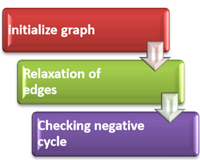 Initialize graph
Relaxation of
edges
Checking negative
cycle